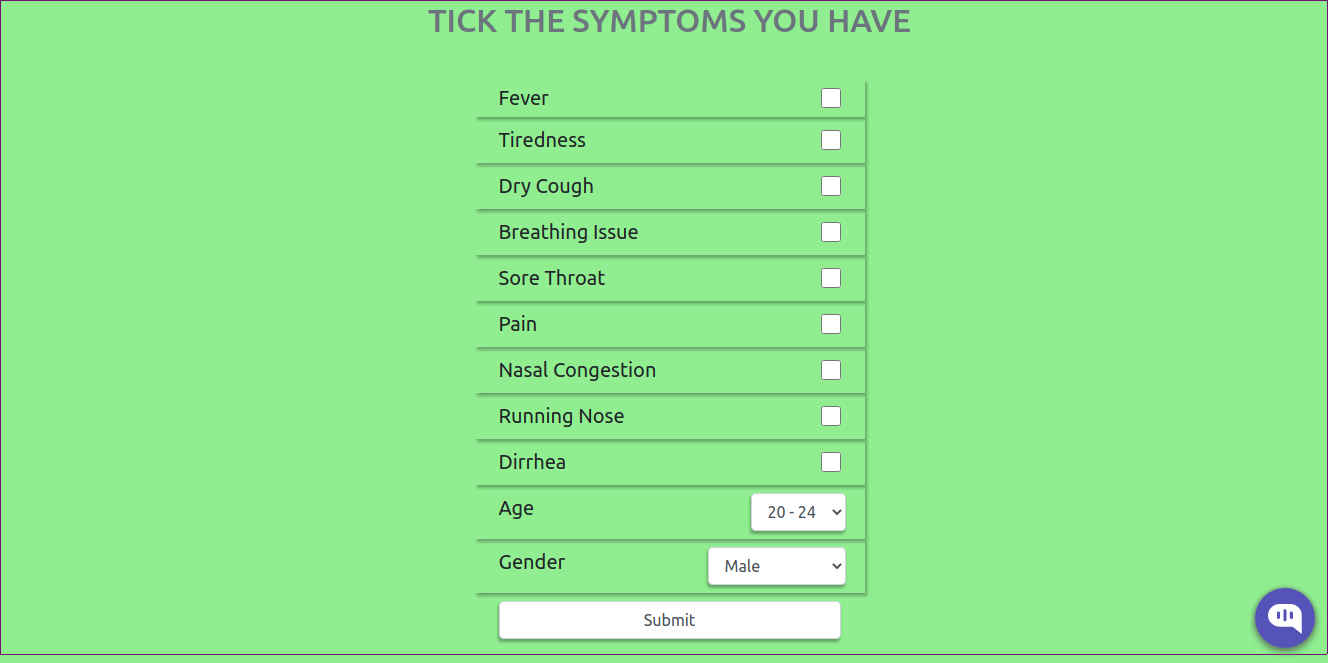 TICK THE SYMPTOMS YOU HAVE
Fever
Tiredness
Dry Cough
Breathing Issue
Sore Throat
Pain
Nasal Congestion
Running Nose
Dirrhea
Age 20 - 24
Gender Male
Submit